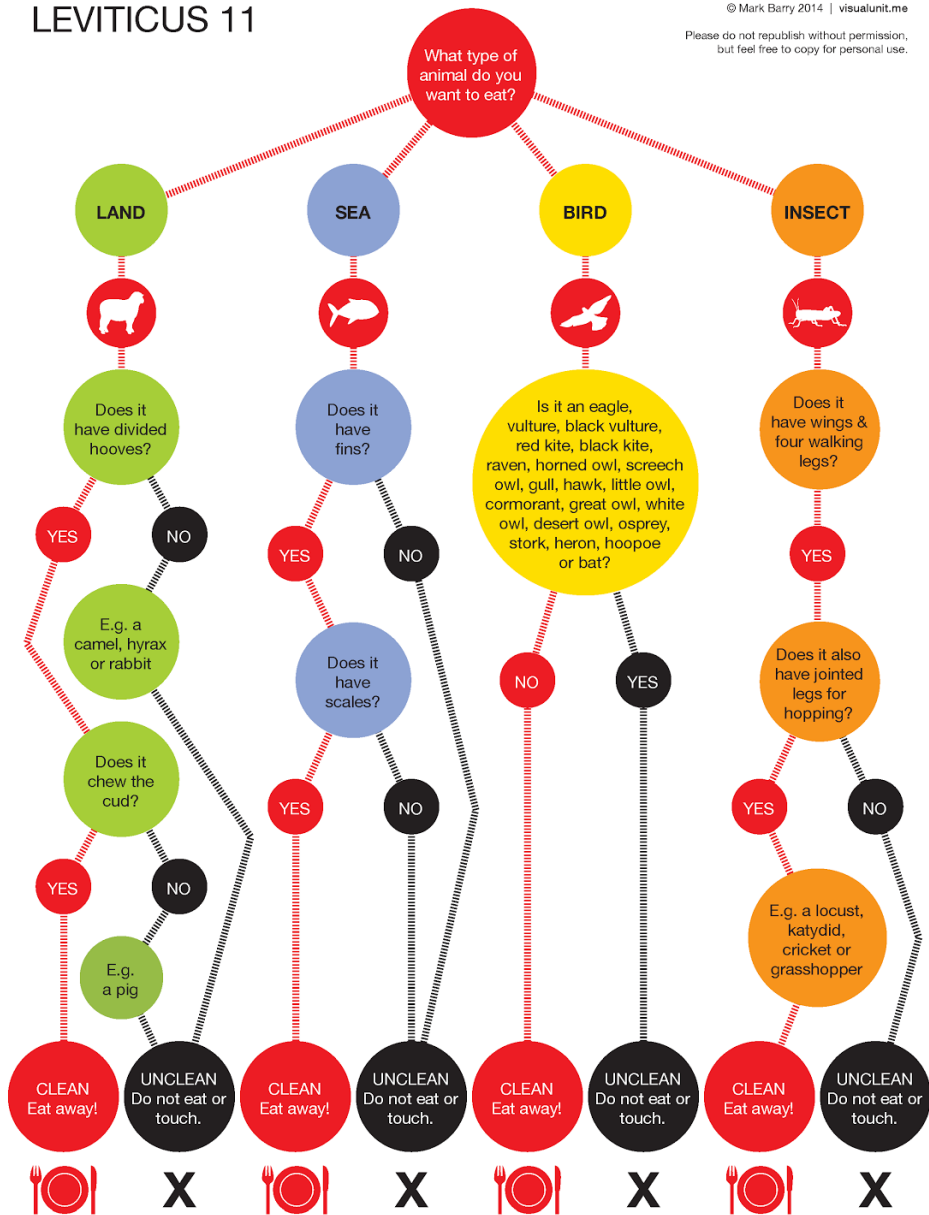 LEVITICUS 11
© Mark Barry 2014 | visualunit.me
Please do not republish without permission,
but feel free to copy for personal use.
What type of
animal do you
want to eat?
LAND
SEA
BIRD
INSECT
Does it
have divided
hooves?
Does it
have
fins?
Is it an eagle,
vulture, black vulture,
red kite, black kite,
raven, horned owl, screech
owl, gull, hawk, little owl,
cormorant, great owl, white
owl, desert owl, osprey,
stork, heron, hoopoe
or bat?
Does it
have wings &
four walking
legs?
YES
NO
YES
NO
YES
E.g. a
camel, hyrax
or rabbit
Does it
have
scales?
NO
YES
Does it also
have jointed
legs for
hopping?
Does it
chew the
cud?
YES
NO
YES
NO
YES
NO
E.g. a locust,
katydid,
cricket or
grasshopper
E.g.
a pig
CLEAN
Eat away!
UNCLEAN
Do not eat or
touch.
CLEAN
Eat away!
UNCLEAN
Do not eat or
touch.
CLEAN
Eat away!
UNCLEAN
Do not eat or
touch.
CLEAN
Eat away!
UNCLEAN
Do not eat or
touch.
X
X
X
X